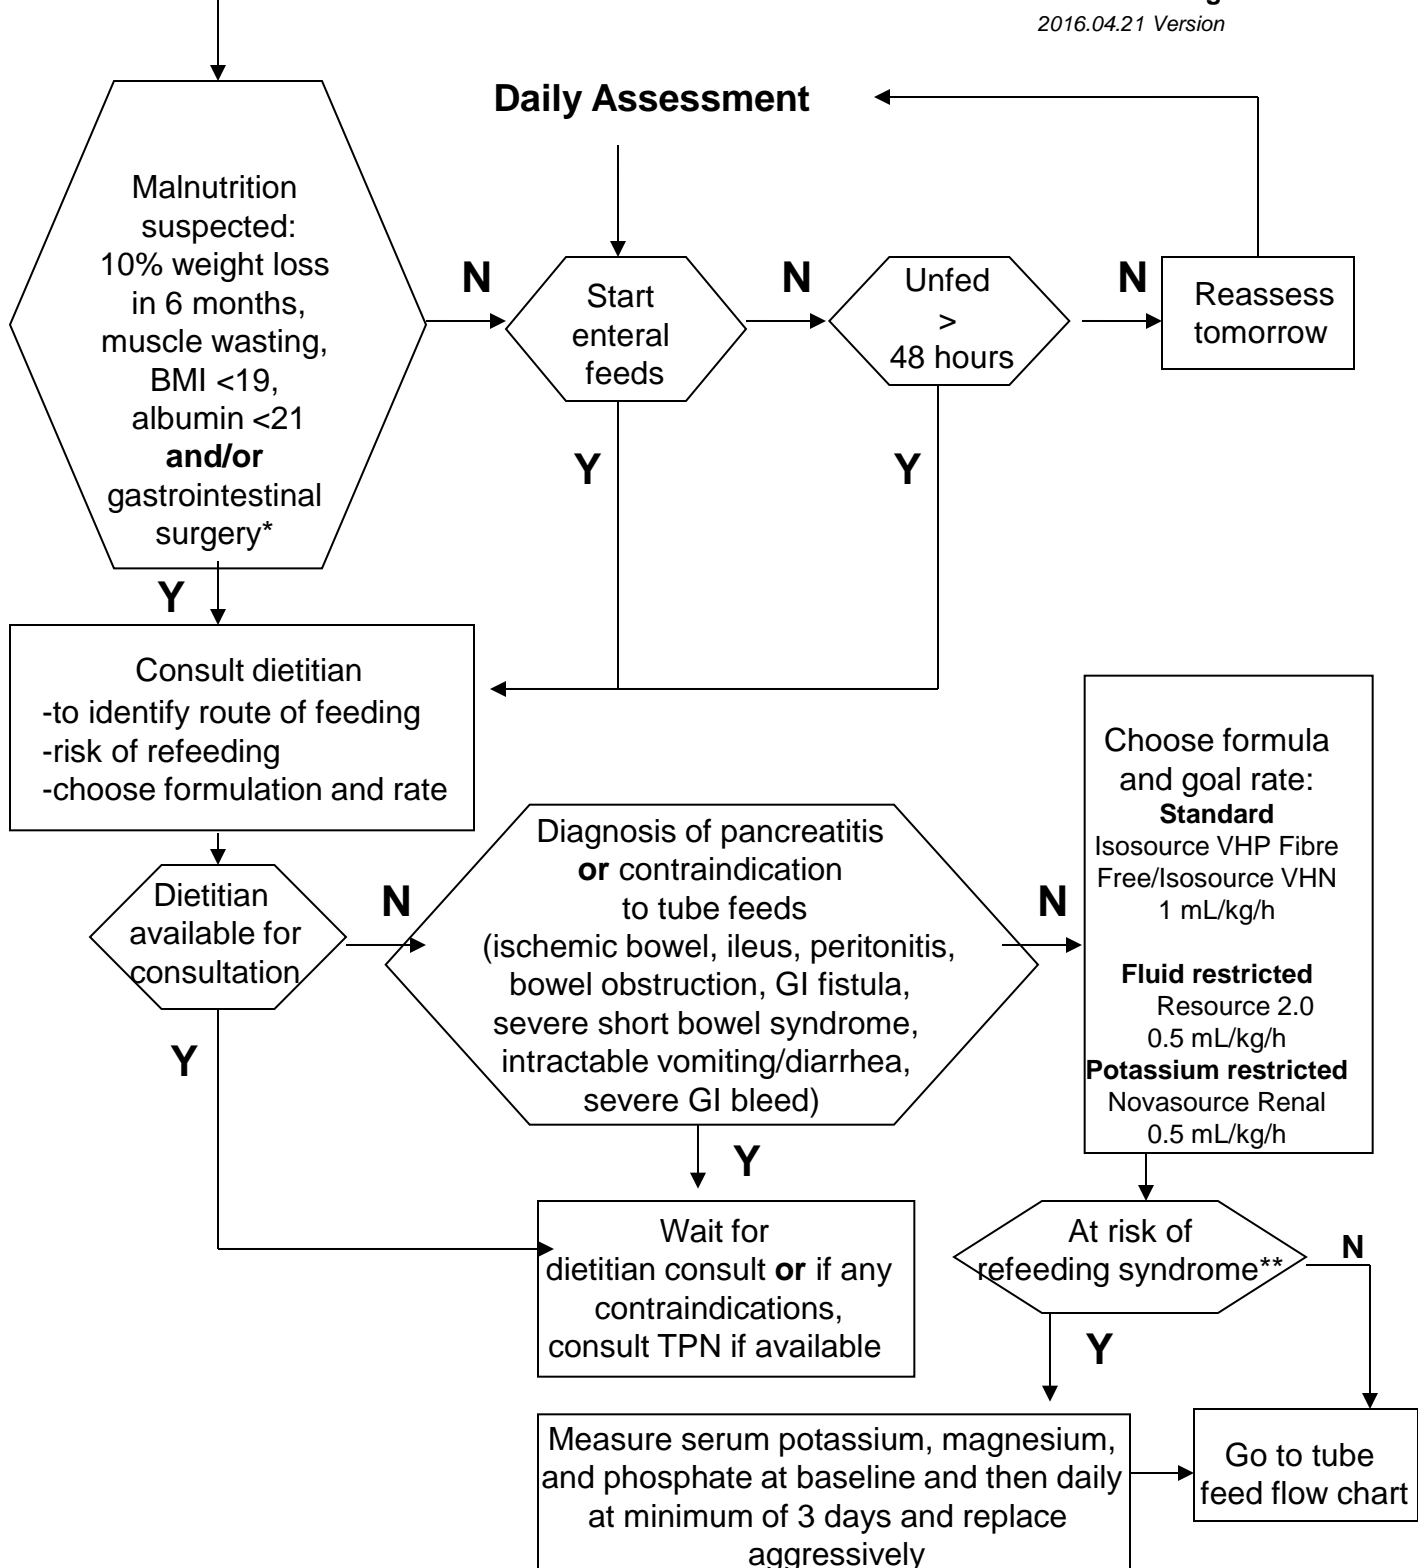 2016.04.21 Version
Daily Assessment
Malnutrition
suspected:
10% weight loss
in 6 months,
muscle wasting,
BMI <19,
albumin <21
and/or
gastrointestinal
surgery*
N
Start
enteral
feeds
N
Unfed
>
48 hours
N
Reassess
tomorrow
Y
Y
Y
Consult dietitian
-to identify route of feeding
-risk of refeeding
-choose formulation and rate
Dietitian
available for
consultation
N
Diagnosis of pancreatitis
or contraindication
to tube feeds
(ischemic bowel, ileus, peritonitis,
bowel obstruction, GI fistula,
severe short bowel syndrome,
intractable vomiting/diarrhea,
severe GI bleed)
N
Choose formula
and goal rate:
Standard
Isosource VHP Fibre
Free/Isosource VHN
1 mL/kg/h
Fluid restricted
Resource 2.0
0.5 mL/kg/h
Potassium restricted
Novasource Renal
0.5 mL/kg/h
Y
Y
Wait for
dietitian consult or if any
contraindications,
consult TPN if available
At risk of
refeeding syndrome**
N
Y
Measure serum potassium, magnesium,
and phosphate at baseline and then daily
at minimum of 3 days and replace
aggressively
Go to tube
feed flow chart